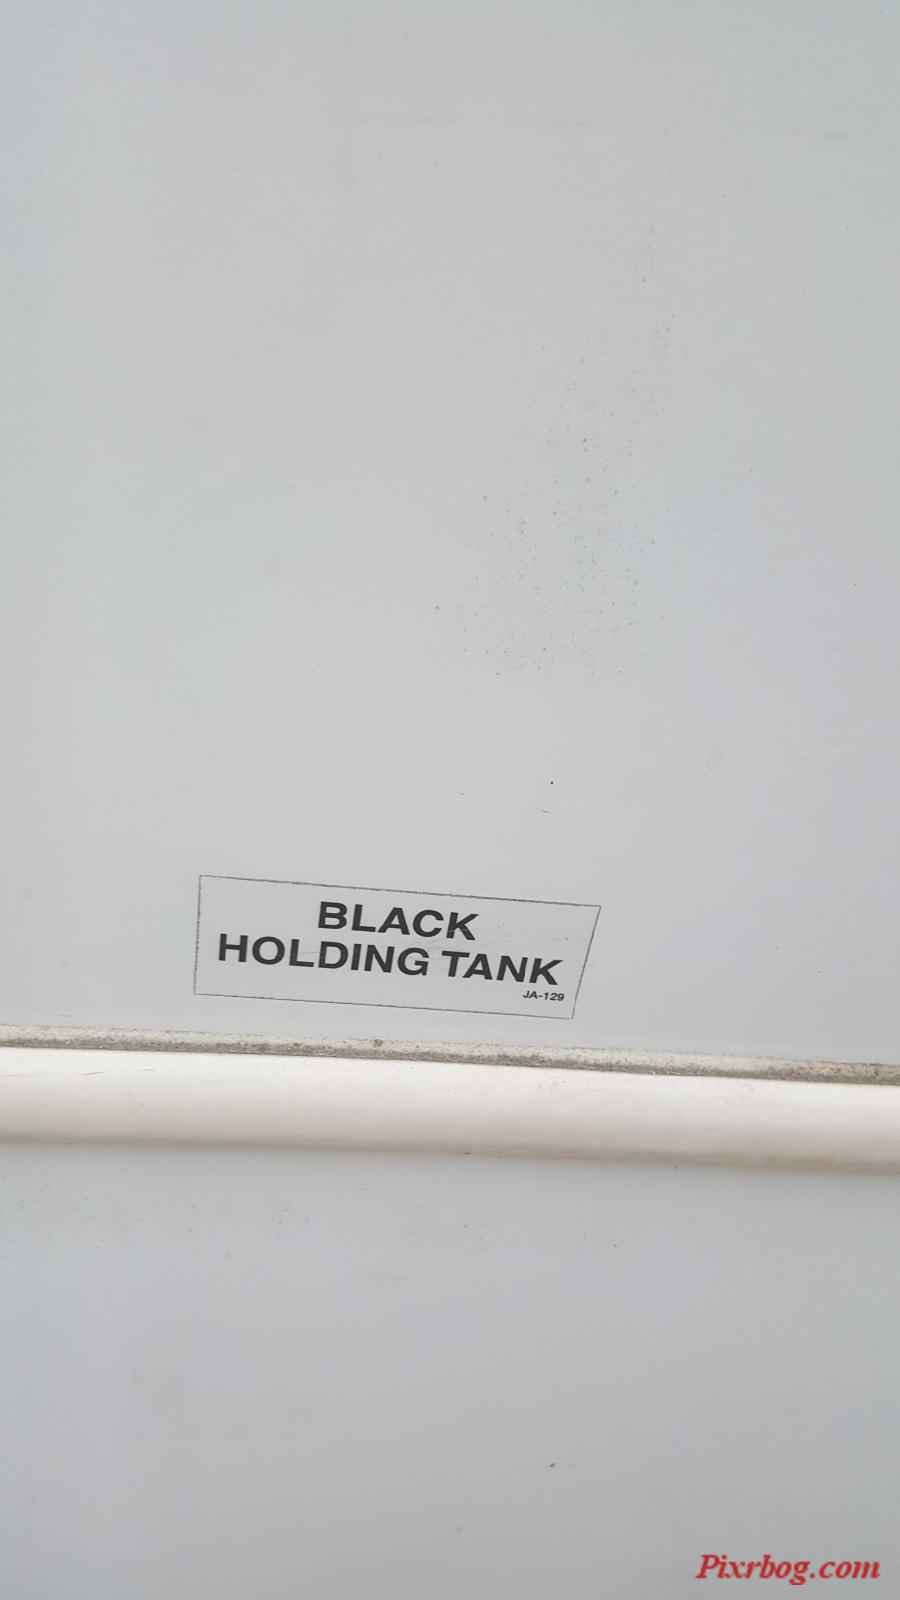 BLACK
HOLDING TANK
JA-129
Pixrbog.com